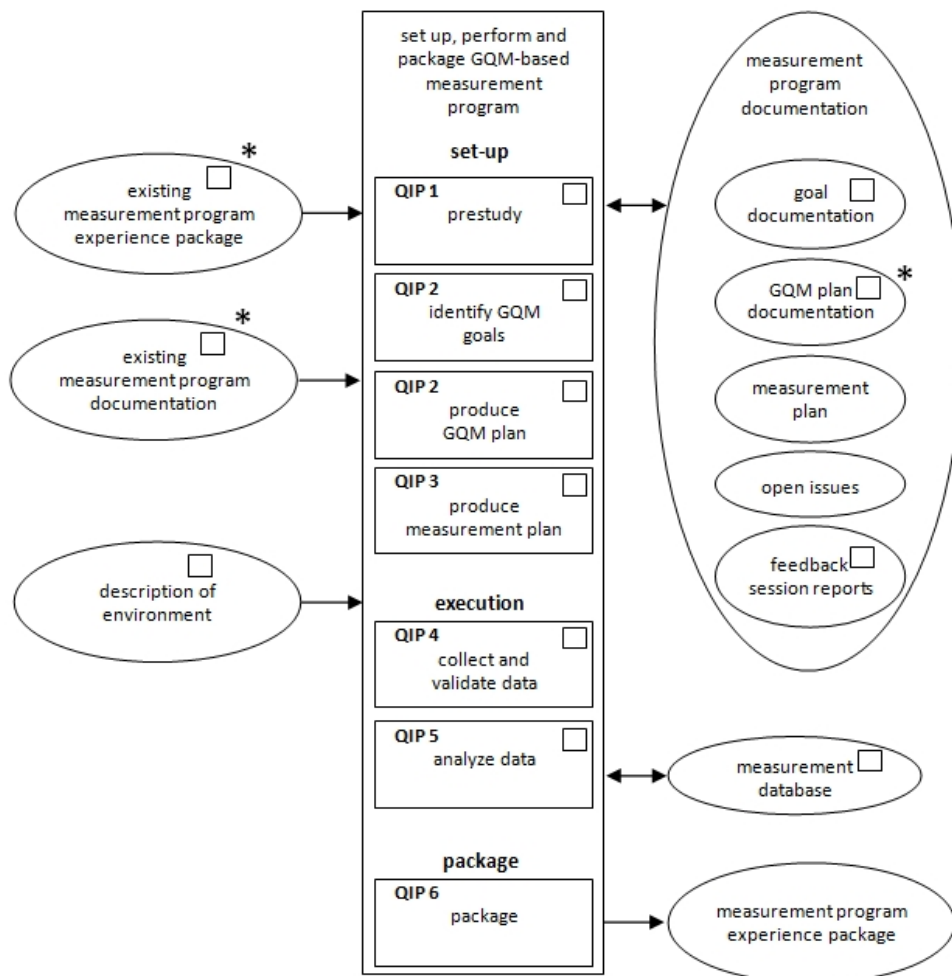 set up, perform and
package GQM-based
measurement
program
set-up
QIP 1
prestudy
QIP 2
identify GQM
goals
QIP 2
produce
GQM plan
QIP 3
produce
measurement plan
execution
QIP 4
collect and
validate data
QIP 5
analyze data
package
QIP 6
package
*
existing
measurement program
experience package
*
existing
measurement program
documentation
description of
environment
measurement
program
documentation
goal
documentation
*
GQM plan
documentation
measurement
plan
open issues
feedback
session reports
measurement
database
measurement program
experience package